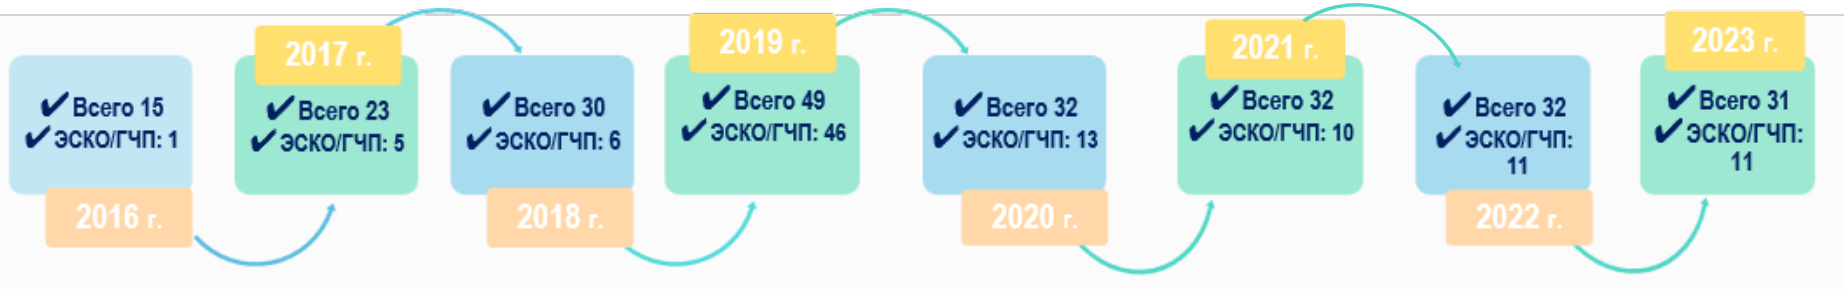 ✔ Всего 15
✔ ЭСКО/ГЧП: 1
2016 г.
2017 г.
✔ Всего 23
✔ ЭСКО/ГЧП: 5
✔ Всего 30
✔ ЭСКО/ГЧП: 6
2018 г.
2019 г.
✔ Всего 49
✔ ЭСКО/ГЧП: 46
✔ Всего 32
✔ ЭСКО/ГЧП: 13
2020 г.
2021 г.
✔ Всего 32
✔ ЭСКО/ГЧП: 10
✔ Всего 32
✔ ЭСКО/ГЧП:
11
2022 г.
2023 г.
✔ Всего 31
✔ ЭСКО/ГЧП:
11